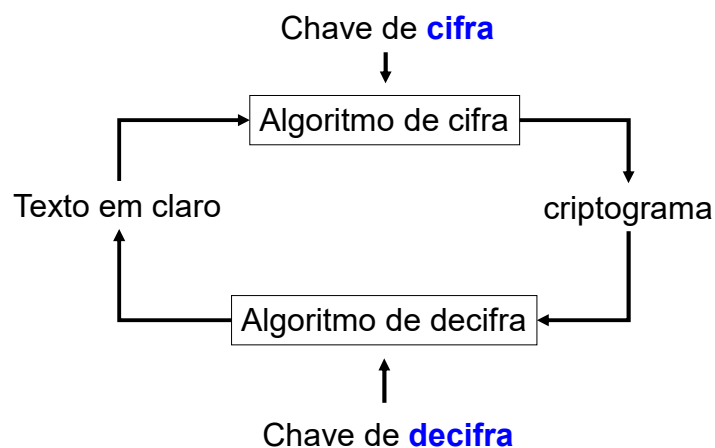 Chave de cifra
Algoritmo de cifra
Texto em claro
criptograma
Algoritmo de decifra
Chave de decifra